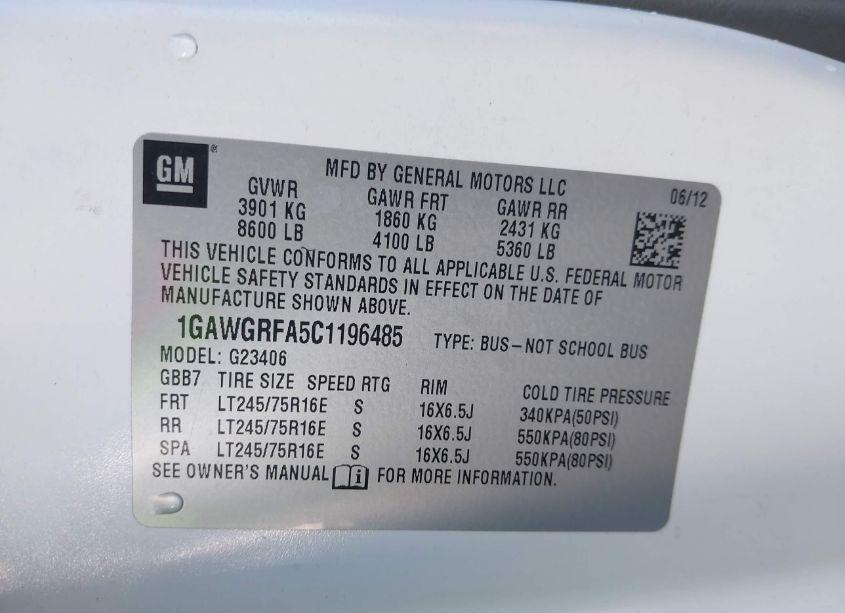 GM®
MFD BY GENERAL MOTORS LLC
06/12
GVWR GAWR FRT GAWR RR
3901 KG 1860 KG 2431 KG
8600 LB 4100 LB 5360 LB
THIS VEHICLE CONFORMS TO ALL APPLICABLE U.S. FEDERAL MOTOR
VEHICLE SAFETY STANDARDS IN EFFECT ON THE DATE OF
MANUFACTURE SHOWN ABOVE.
1GAWGRFA5C1196485 TYPE: BUS-NOT SCHOOL BUS
MODEL: G23406
GBB7 TIRE SIZE SPEED RTG RIM COLD TIRE PRESSURE
FRT LT245/75R16E S 16X6.5J 340KPA(50PSI)
RR LT245/75R16E S 16X6.5J 550KPA(80PSI)
SPA LT245/75R16E S 16X6.5J 550KPA(80PSI)
SEE OWNER'S MANUAL i FOR MORE INFORMATION.